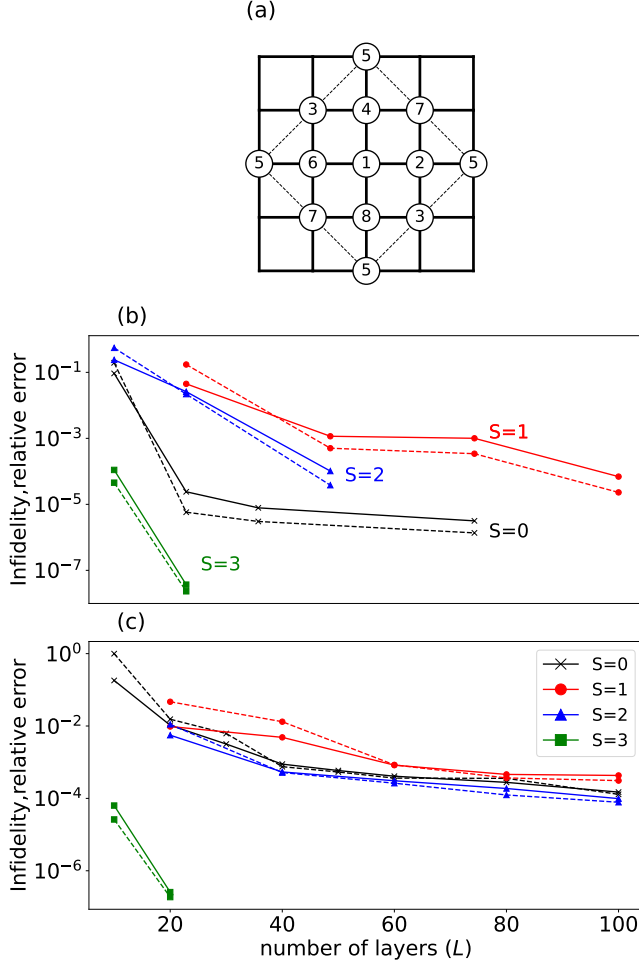 (a)
5
3 4 7
5 6 1 2 5
7 8 3
5
(b)
Infidelity,relative error
10⁻¹
10⁻³
10⁻⁵
10⁻⁷
S=1
S=2
S=0
S=3
(c)
Infidelity,relative error
10⁰
10⁻²
10⁻⁴
10⁻⁶
S=0
S=1
S=2
S=3
20 40 60 80 100
number of layers (L)